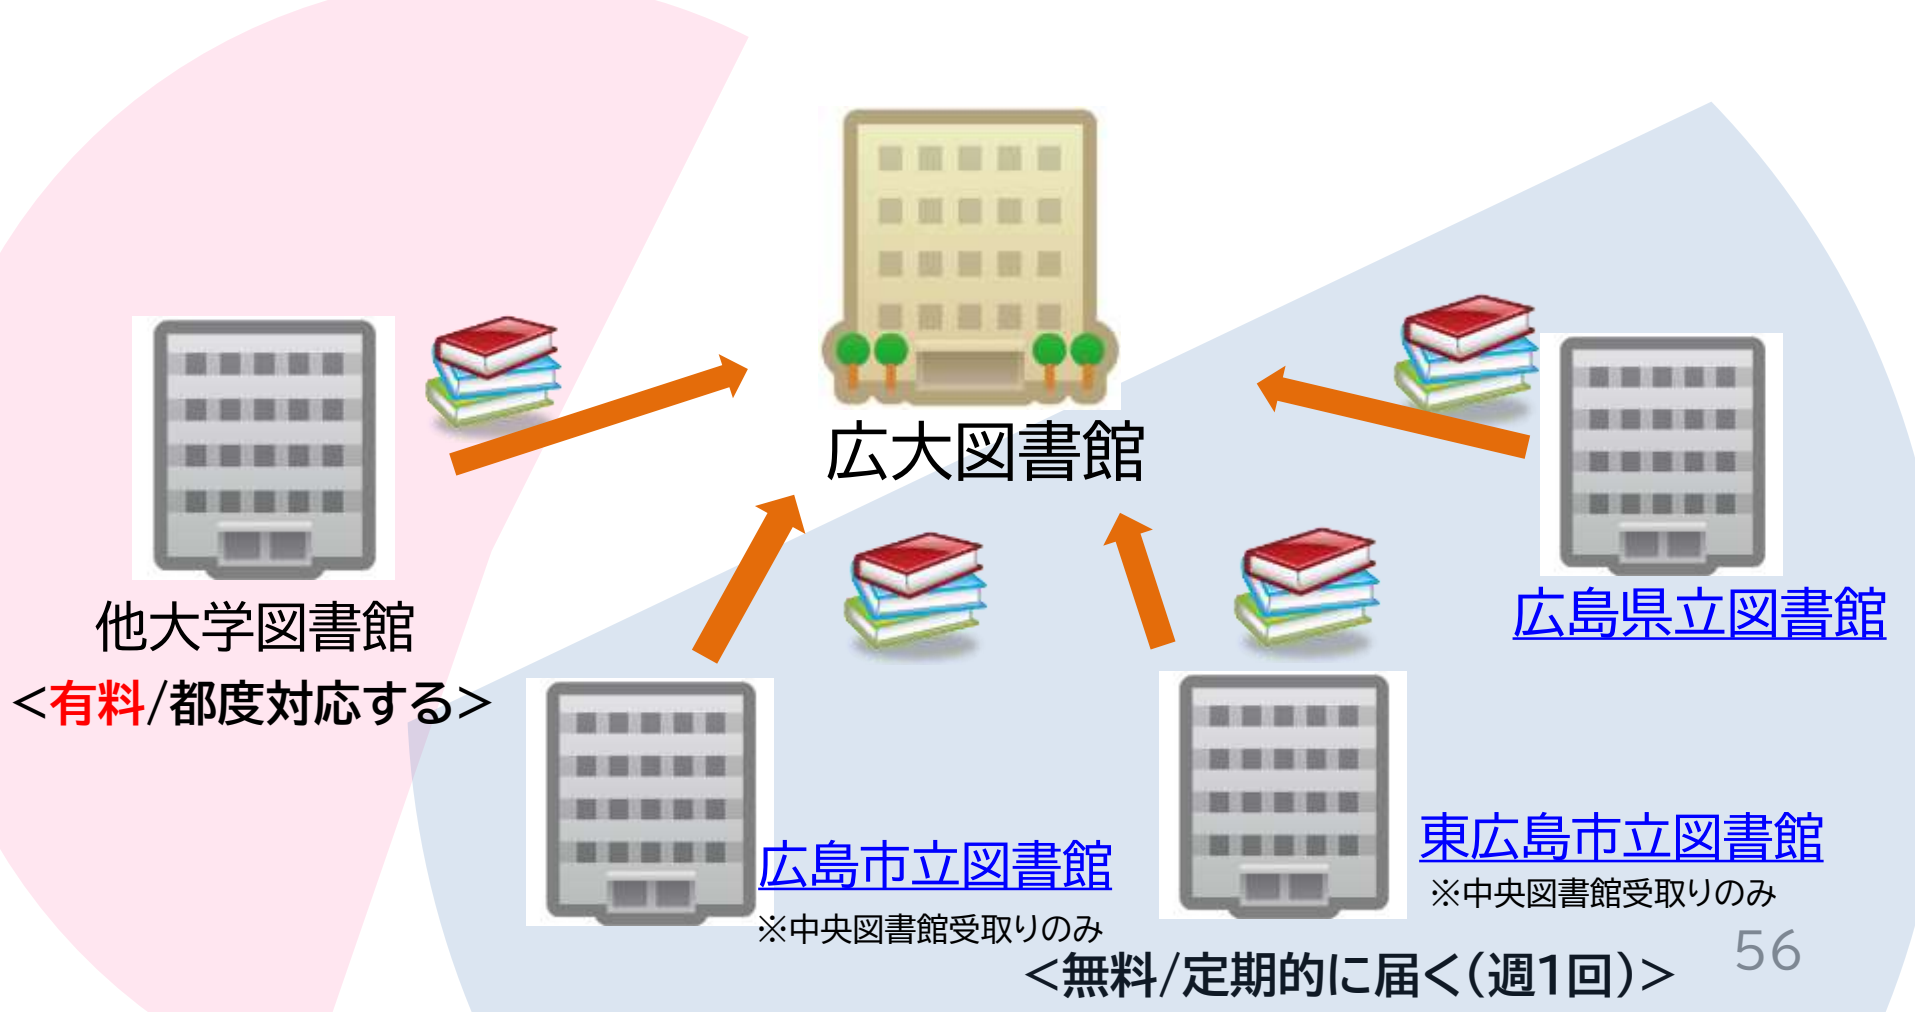 広大図書館
他大学図書館
<有料/都度対応する>
広島県立図書館
広島市立図書館
※中央図書館受取りのみ
東広島市立図書館
※中央図書館受取りのみ
<無料/定期的に届く(週1回)>
56